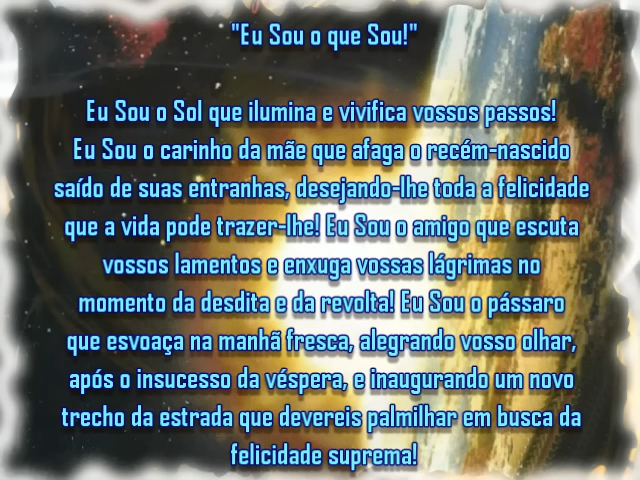 "Eu Sou o que Sou!"
Eu Sou o Sol que ilumina e vivifica vossos passos!
Eu Sou o carinho da mãe que afaga o recém-nascido
saído de suas entranhas, desejando-lhe toda a felicidade
que a vida pode trazer-lhe! Eu Sou o amigo que escuta
vossos lamentos e enxuga vossas lágrimas no
momento da desdita e da revolta! Eu Sou o pássaro
que esvoaça na manhã fresca, alegrando vosso olhar,
após o insucesso da véspera, e inaugurando um novo
trecho da estrada que devereis palmilhar em busca da
felicidade suprema!